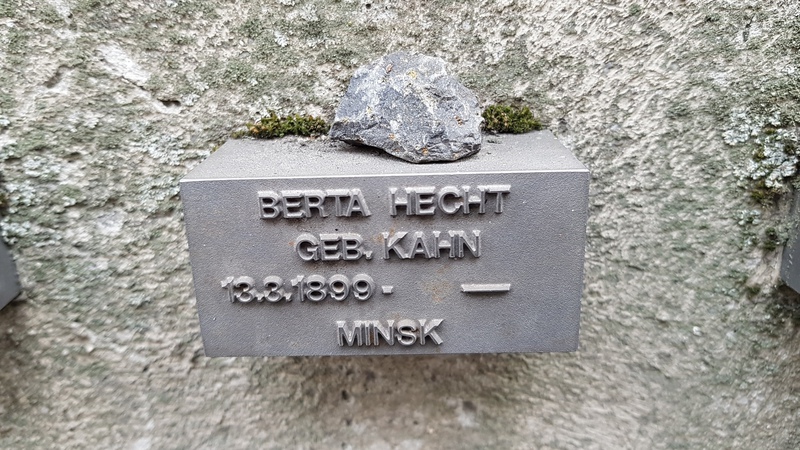 BERTA HECHT
GEB. KAHN
13.3.1899 - —
MINSK